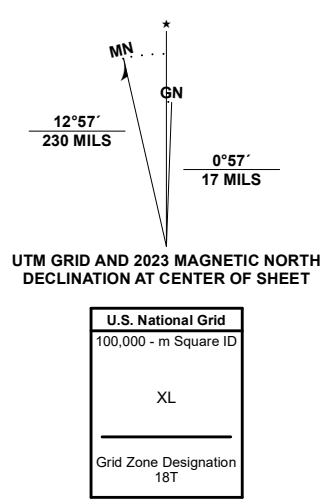 MN
GN
12°57´
230 MILS
0°57´
17 MILS
UTM GRID AND 2023 MAGNETIC NORTH
DECLINATION AT CENTER OF SHEET
U.S. National Grid
100,000 - m Square ID
XL
Grid Zone Designation
18T